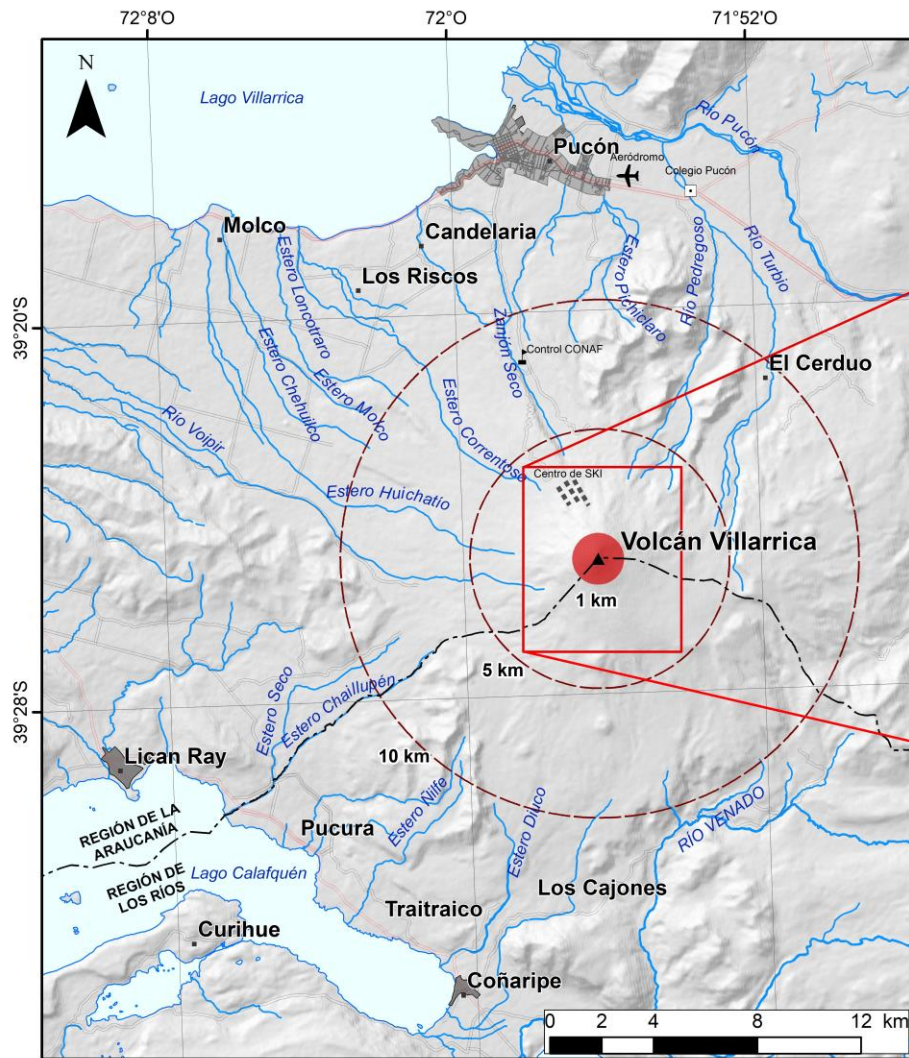 72°8'O
72°O
71°52'O
N
Lago Villarrica
Río Pucón
Pucón
Aeródromo
Colegio Pucón
Molco
Candelaria
Estero Loncotraro
Los Riscos
Estero Pichiclaro
Río Pedregoso
Río Turbio
39°20'S
Zanjón Seco
Control CONAF
El Cerduo
Estero Chehuilco
Estero Molco
Río Voipir
Estero Correntoso
Centro de SKI
Estero Huichatío
Volcán Villarrica
1 km
5 km
39°28'S
Estero Seco
Estero Chaillupén
10 km
Lican Ray
REGIÓN DE LA
ARAUCANÍA
REGIÓN DE
LOS RÍOS
Pucura
Estero Niilfe
Estero Diuco
RÍO VENADO
Lago Calafquén
Traitraico
Los Cajones
Curihue
Coñaripe
0 2 4 8 12 km